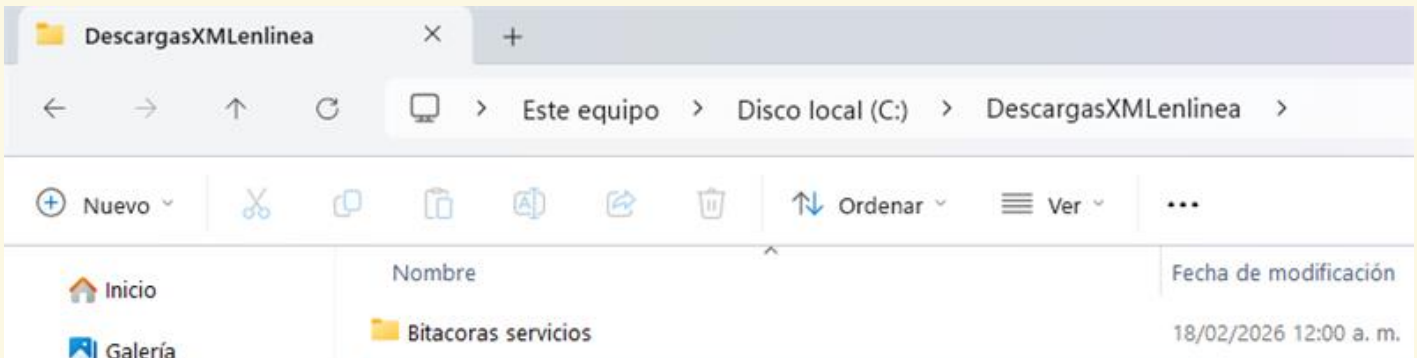 DescargasXMLenlinea
Este equipo > Disco local (C:) > DescargasXMLenlinea >
Nuevo Ordenar Ver ...
Nombre Fecha de modificación
Inicio
Bitacoras servicios 18/02/2026 12:00 a. m.
Galería